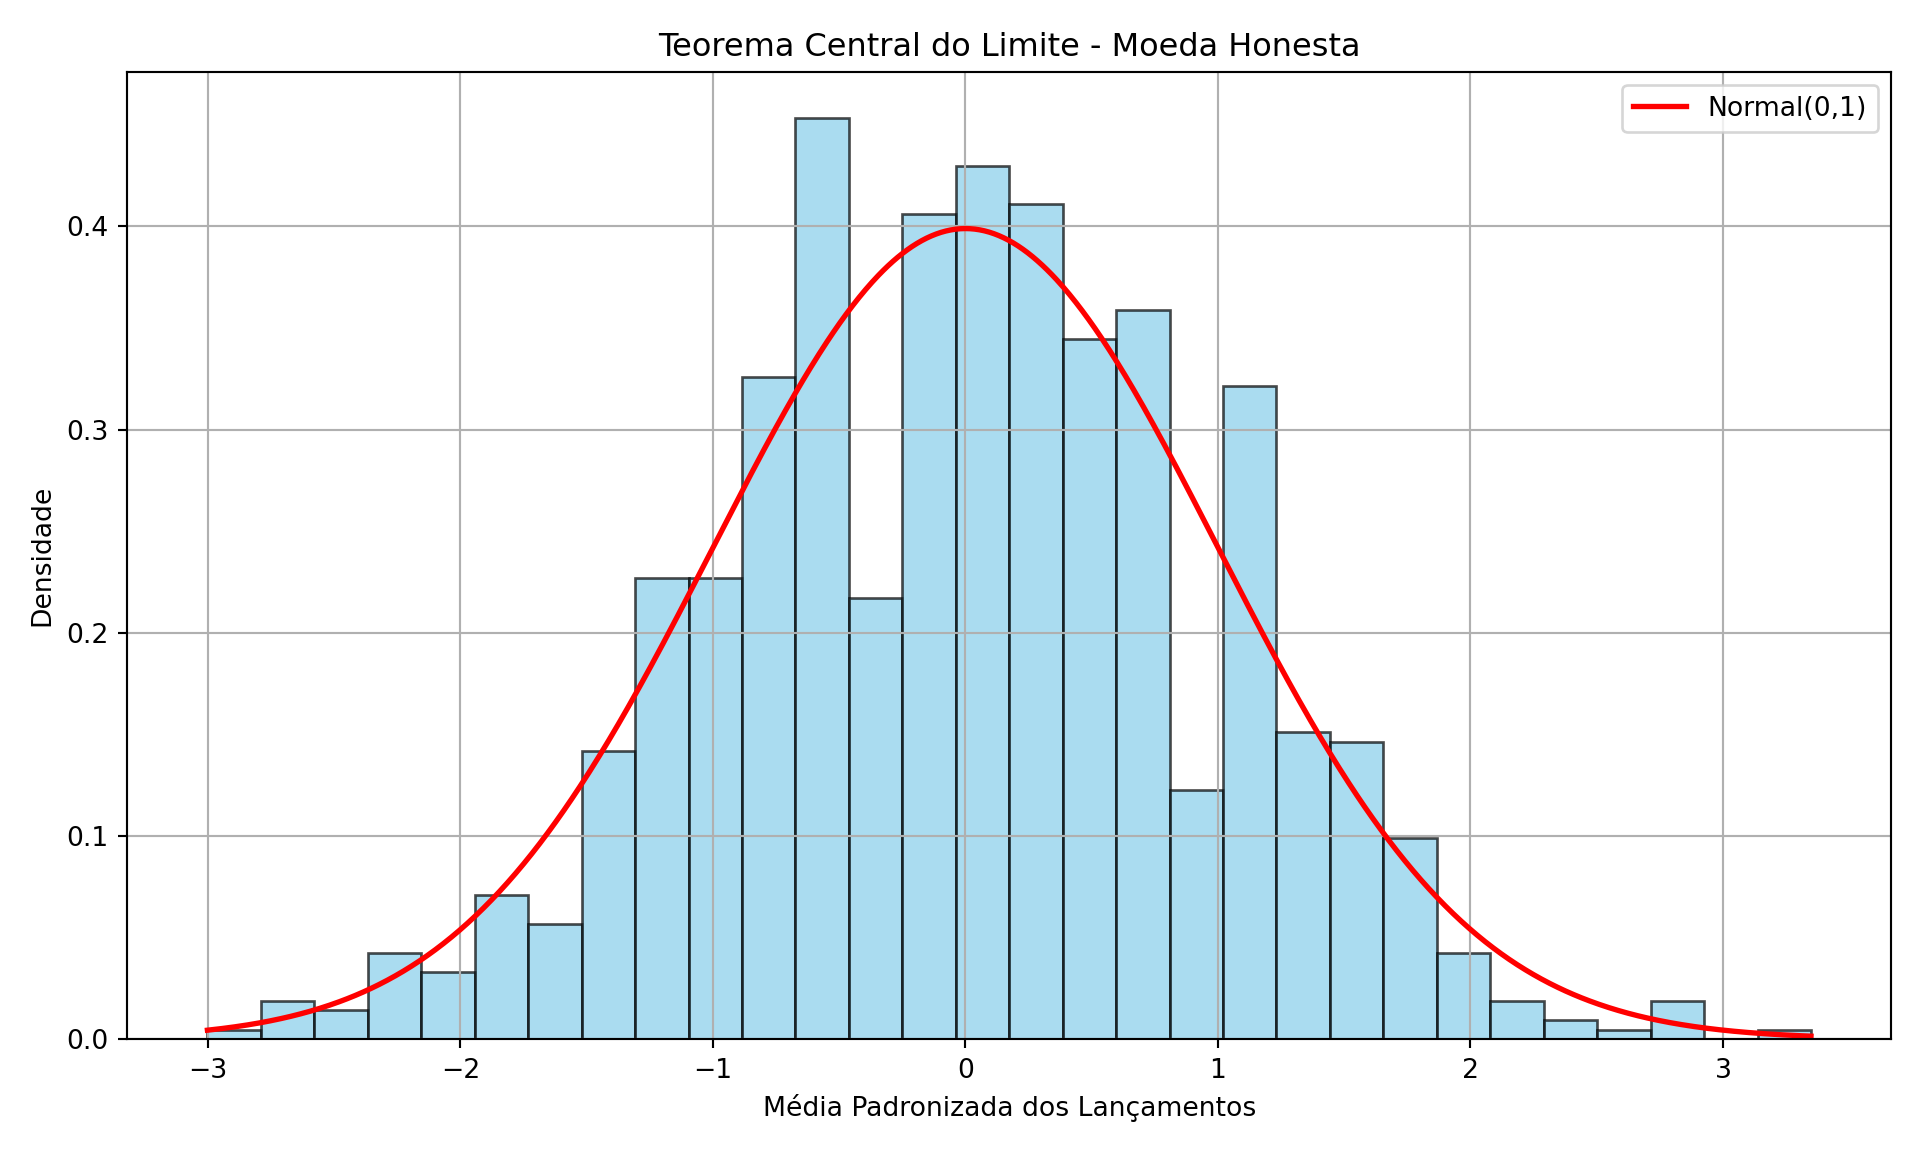 Teorema Central do Limite - Moeda Honesta
Normal(0,1)
Densidade
0.4
0.3
0.2
0.1
0.0
−3 −2 −1 0 1 2 3
Média Padronizada dos Lançamentos